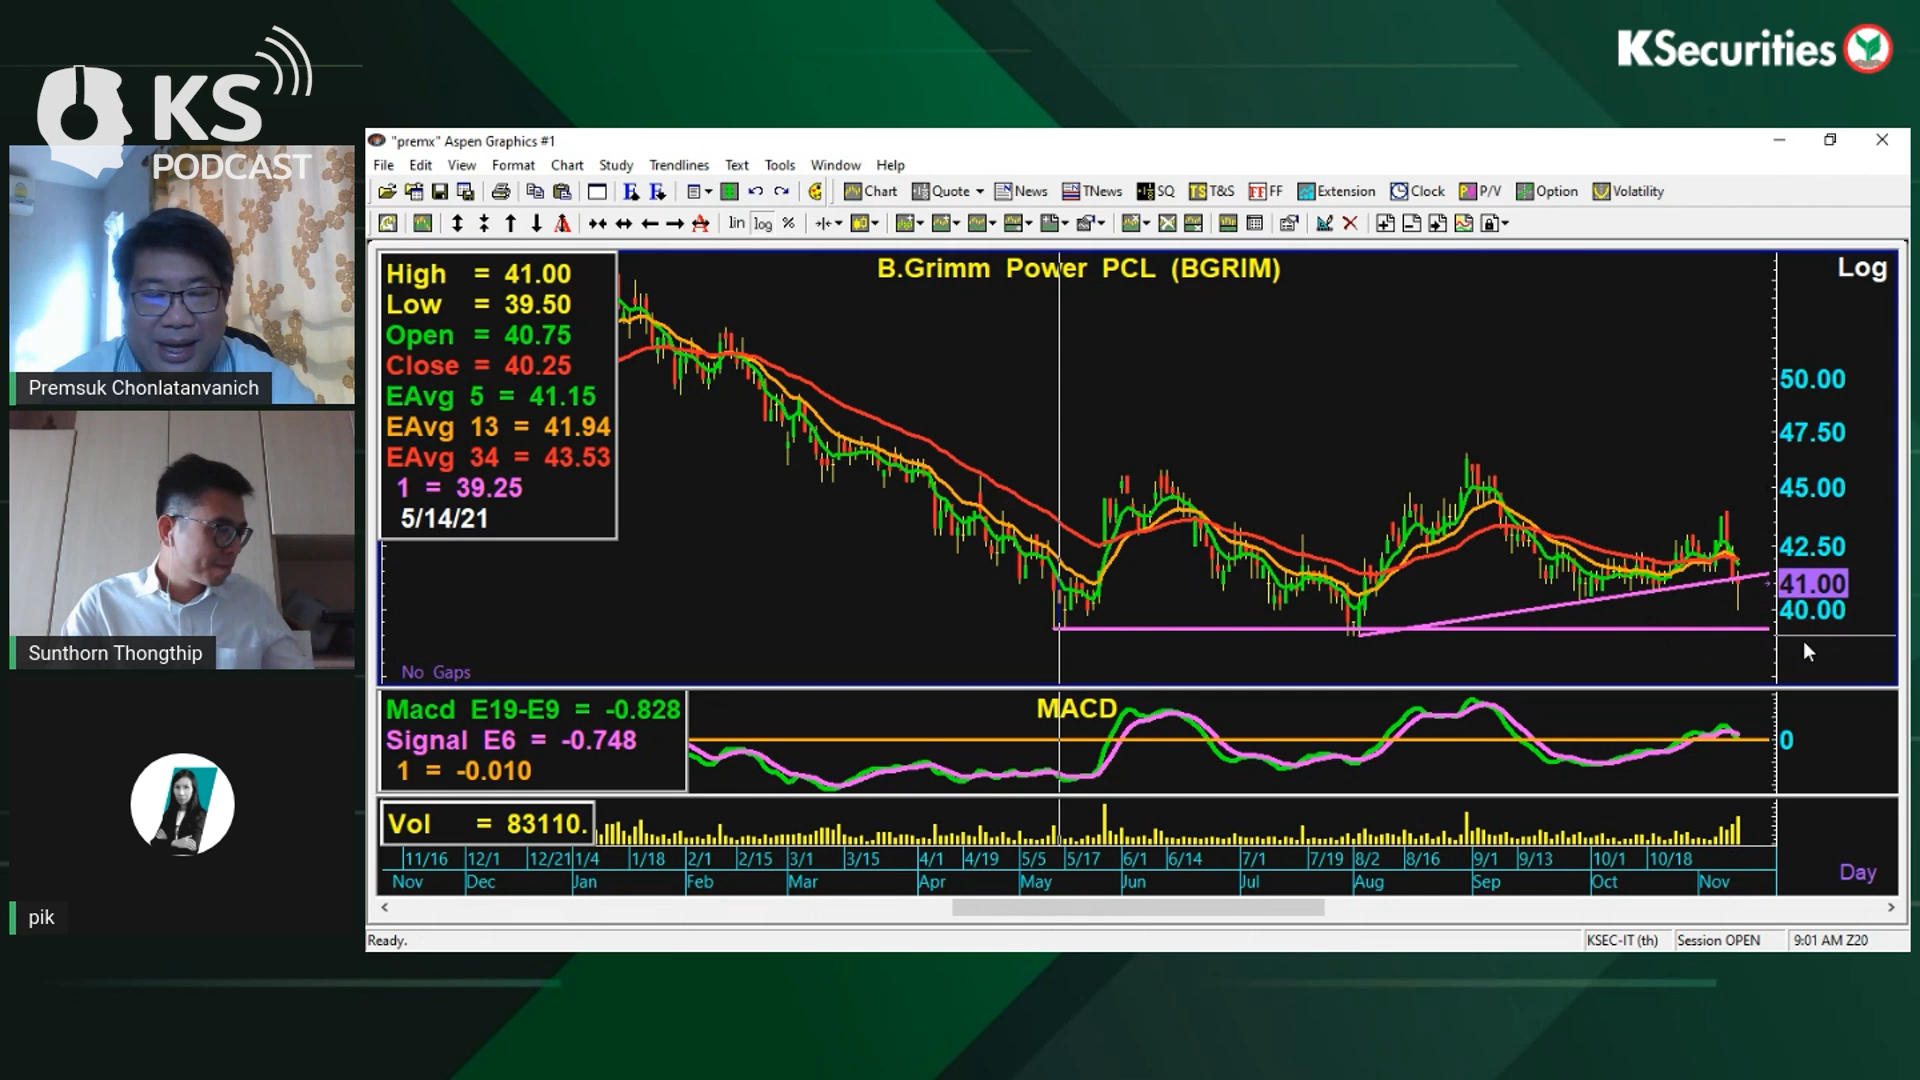 KS
PODCAST
KSecurities
Premsuk Chonlatanvanich
Sunthorn Thongthip
pik
"premx" Aspen Graphics #1
File Edit View Format Chart Study Trendlines Text Tools Window Help
Chart Quote News TNews SQ TS T&S FF FF Extension Clock P/V Option Volatility
lin log %
B.Grimm Power PCL (BGRIM)
Log
High = 41.00
Low = 39.50
Open = 40.75
Close = 40.25
EAvg 5 = 41.15
EAvg 13 = 41.94
EAvg 34 = 43.53
1 = 39.25
5/14/21
50.00
47.50
45.00
42.50
41.00
40.00
No Gaps
Macd E19-E9 = -0.828
Signal E6 = -0.748
1 = -0.010
MACD
0
Vol = 83110.
11/16 12/1 12/21 1/4 1/18 2/1 2/15 3/1 3/15 4/1 4/19 5/5 5/17 6/1 6/14 7/1 7/19 8/2 8/16 9/1 9/13 10/1 10/18
Nov Dec Jan Feb Mar Apr May Jun Jul Aug Sep Oct Nov
Day
Ready.
KSEC-IT (th) Session OPEN 9:01 AM Z20